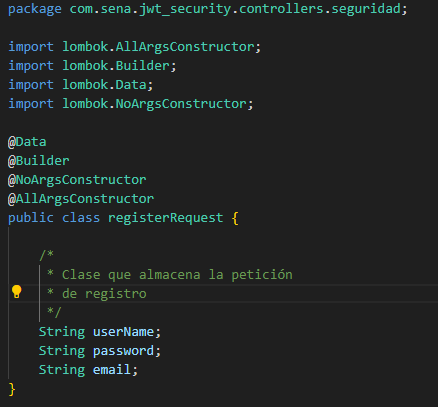 package com.sena.jwt_security.controllers.seguridad;
import lombok.AllArgsConstructor;
import lombok.Builder;
import lombok.Data;
import lombok.NoArgsConstructor;
@Data
@Builder
@NoArgsConstructor
@AllArgsConstructor
public class registerRequest {
/*
* Clase que almacena la petición
* de registro
*/
String userName;
String password;
String email;
}